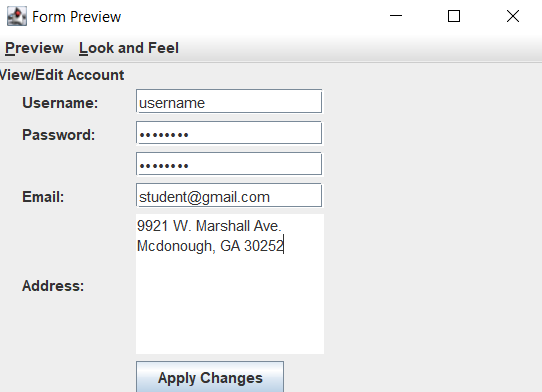 Form Preview
Preview Look and Feel
View/Edit Account
Username: username
Password: ••••••••
••••••••
Email: student@gmail.com
9921 W. Marshall Ave.
Mcdonough, GA 30252
Address:
Apply Changes